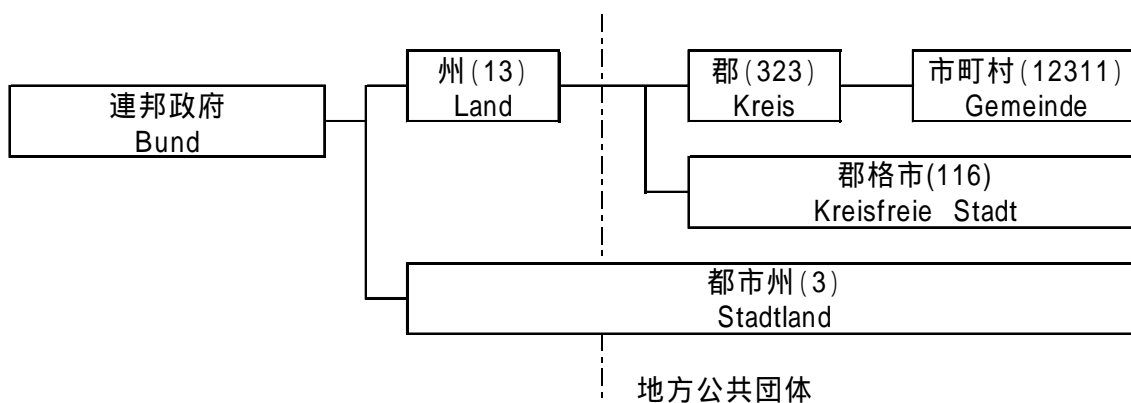 連邦政府
Bund
州(13)
Land
郡(323)
Kreis
市町村(12311)
Gemeinde
郡格市(116)
Kreisfreie Stadt
都市州(3)
Stadtland
地方公共団体